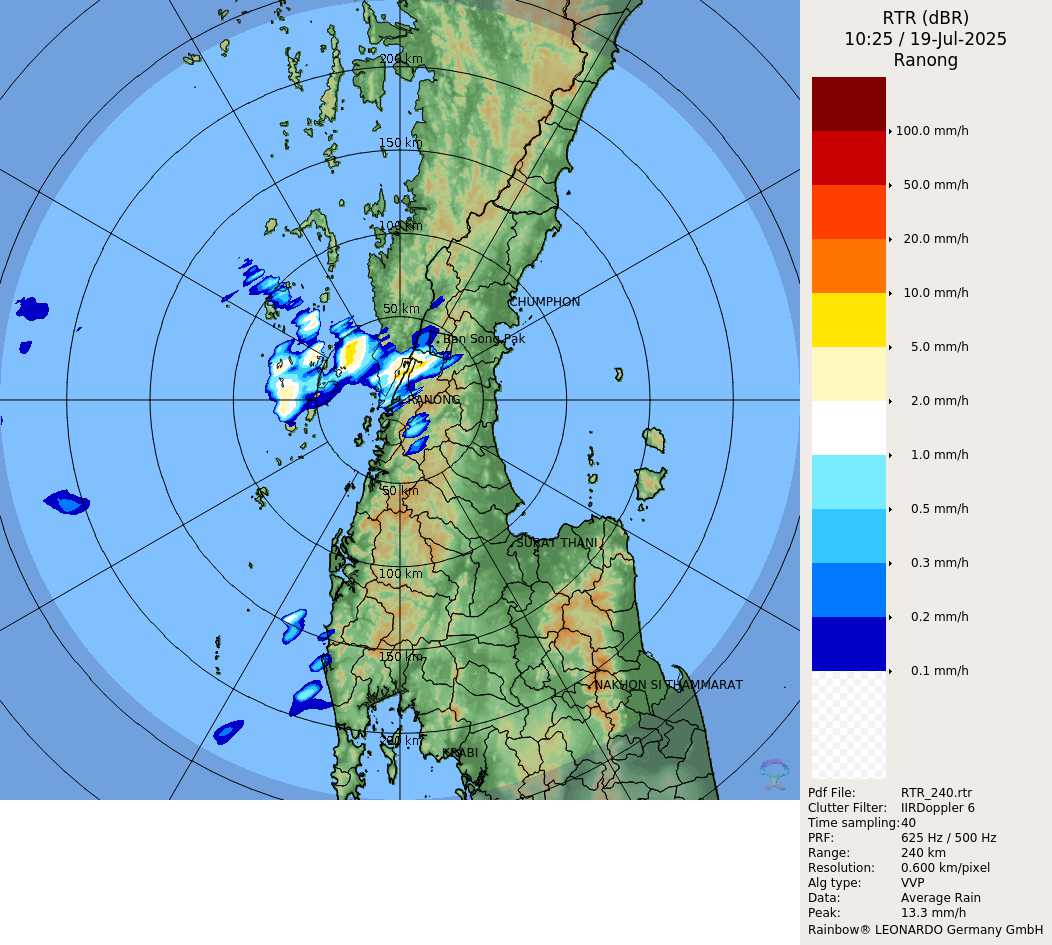 RTR (dBR)
10:25 / 19-Jul-2025
Ranong
200 km
150 km
100 km
50 km
CHUMPHON
Ban Song Pak
RANONG
50 km
SURAT THANI
100 km
150 km
NAKHON SI THAMMARAT
200 km
KRABI
100.0 mm/h
50.0 mm/h
20.0 mm/h
10.0 mm/h
5.0 mm/h
2.0 mm/h
1.0 mm/h
0.5 mm/h
0.3 mm/h
0.2 mm/h
0.1 mm/h
Pdf File: RTR_240.rtr
Clutter Filter: IIRDoppler 6
Time sampling:40
PRF: 625 Hz / 500 Hz
Range: 240 km
Resolution: 0.600 km/pixel
Alg type: VVP
Data: Average Rain
Peak: 13.3 mm/h
Rainbow® LEONARDO Germany GmbH